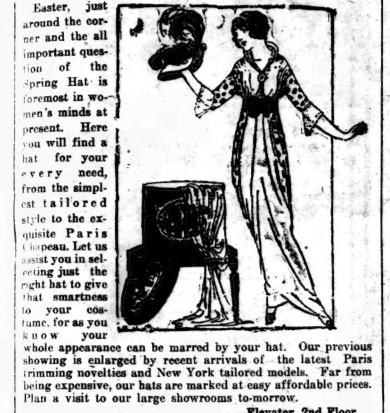 Easter, just
around the cor-
ner and the all
important ques-
tion of the
Spring Hat is
foremost in wo-
men's minds at
present. Here
you will find a
hat for your
every need,
from the simpl-
est tailored
style to the ex-
quisite Paris
Chapeau. Let us
assist you in sel-
ecting just the
right hat to give
that smartness
to your cos-
tume, for as you
know your
whole appearance can be marred by your hat. Our previous
showing is enlarged by recent arrivals of the latest Paris
trimming novelties and New York tailored models. Far from
being expensive, our hats are marked at easy affordable prices.
Plan a visit to our large showrooms to-morrow.
Elevator, 2nd Floor